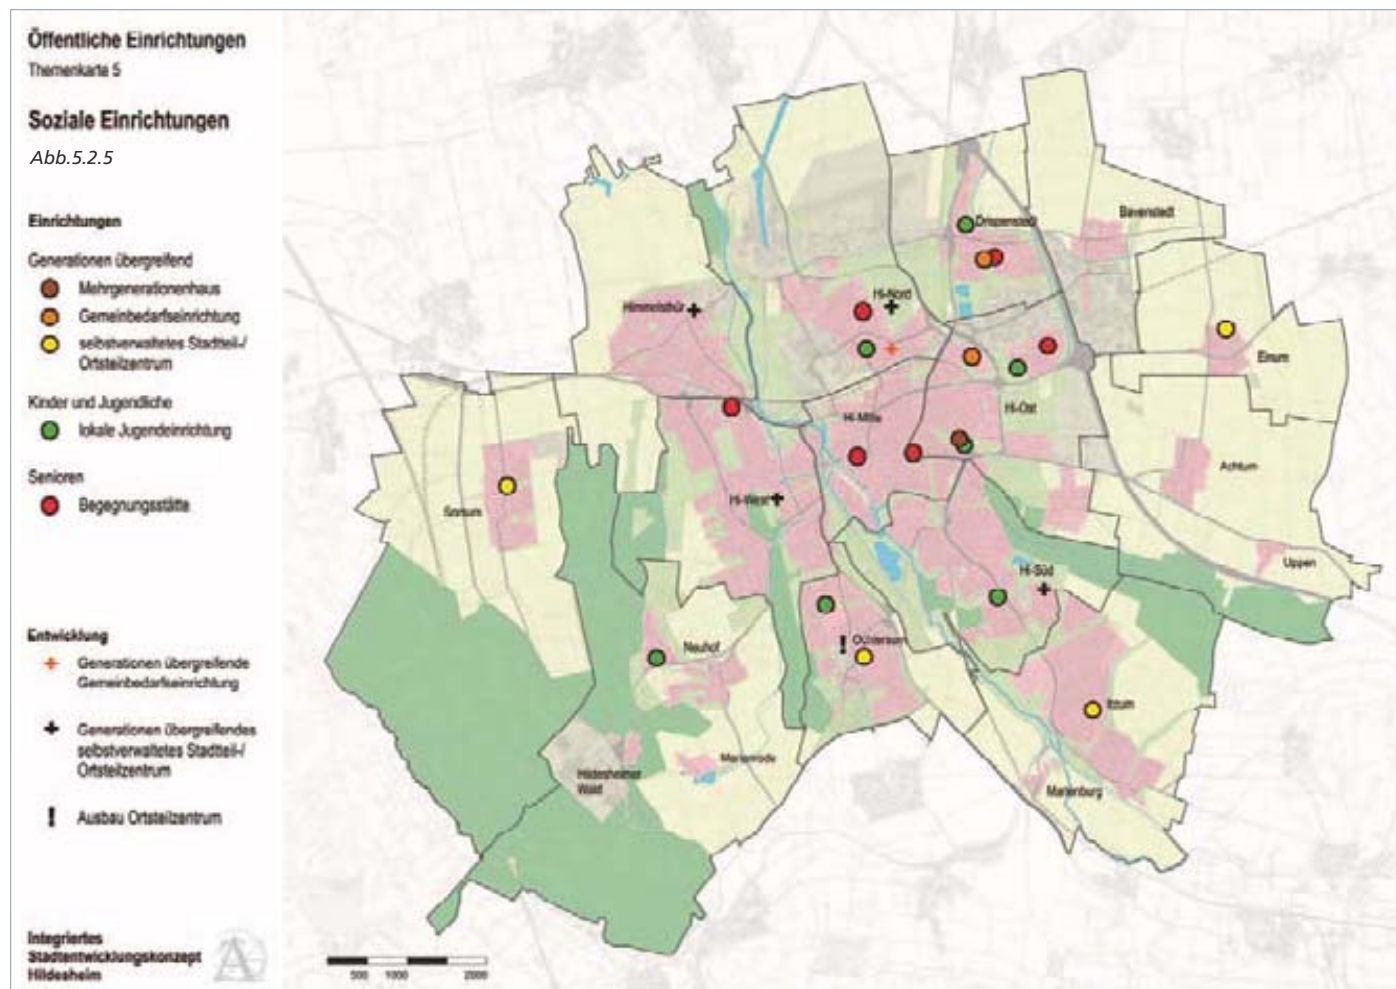 Öffentliche Einrichtungen
Themenkarte 5
Soziale Einrichtungen
Abb.5.2.5
Einrichtungen
Generationen übergreifend
Mehrgenerationenhaus
Gemeinbedarfseinrichtung
selbstverwaltetes Stadtteil-/
Ortsteilzentrum
Kinder und Jugendliche
lokale Jugendeinrichtung
Senioren
Begegnungsstätte
Entwicklung
Generationen übergreifende
Gemeinbedarfseinrichtung
Generationen übergreifendes
selbstverwaltetes Stadtteil-/
Ortsteilzentrum
Ausbau Ortsteilzentrum
Integriertes
Stadtentwicklungskonzept
Hildesheim
500 1000 2000
Bavenstedt
Drispenstedt
Hi-Nord
Himmelsthür
Einum
Hi-Mitte
Hi-Ost
Achtum
Sorsum
Hi-West
Uppen
Hi-Süd
Ochtersum
Neuhof
Itzum
Marienrode
Hildesheimer
Wald
Marienburg